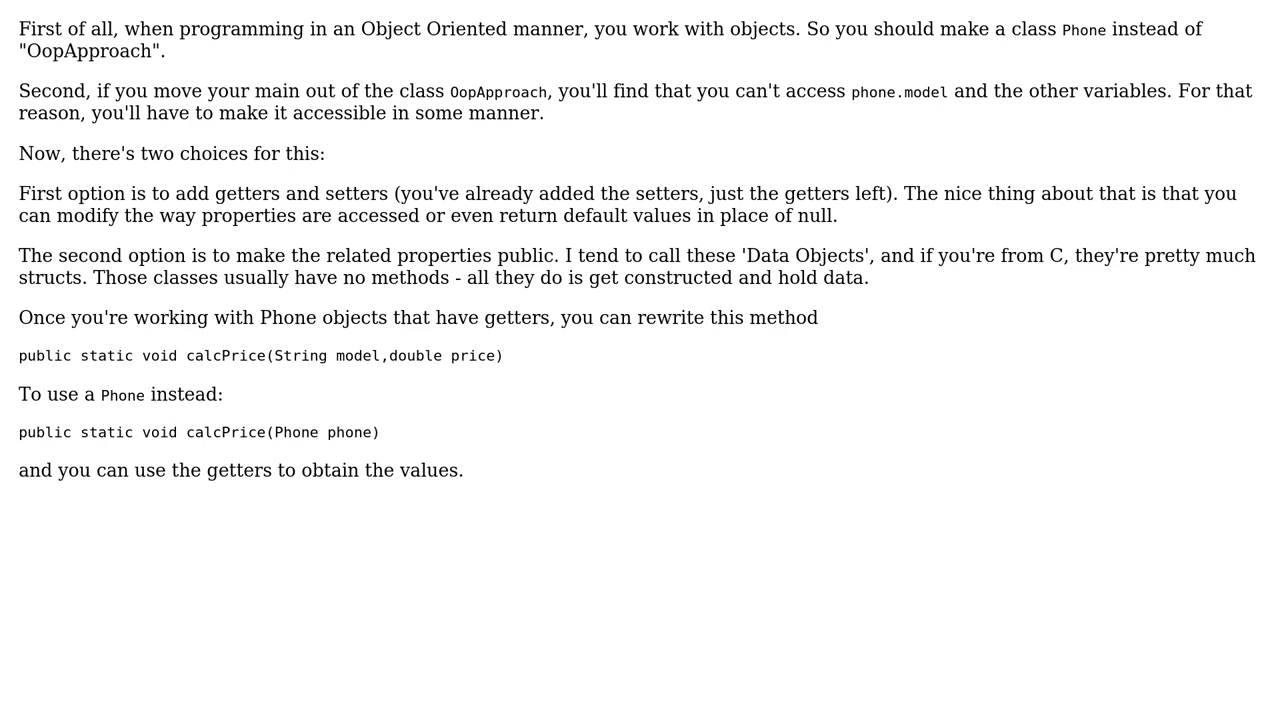 First of all, when programming in an Object Oriented manner, you work with objects. So you should make a class Phone instead of
"OopApproach".
Second, if you move your main out of the class OopApproach, you'll find that you can't access phone.model and the other variables. For that
reason, you'll have to make it accessible in some manner.
Now, there's two choices for this:
First option is to add getters and setters (you've already added the setters, just the getters left). The nice thing about that is that you
can modify the way properties are accessed or even return default values in place of null.
The second option is to make the related properties public. I tend to call these 'Data Objects', and if you're from C, they're pretty much
structs. Those classes usually have no methods - all they do is get constructed and hold data.
Once you're working with Phone objects that have getters, you can rewrite this method
public static void calcPrice(String model,double price)
To use a Phone instead:
public static void calcPrice(Phone phone)
and you can use the getters to obtain the values.